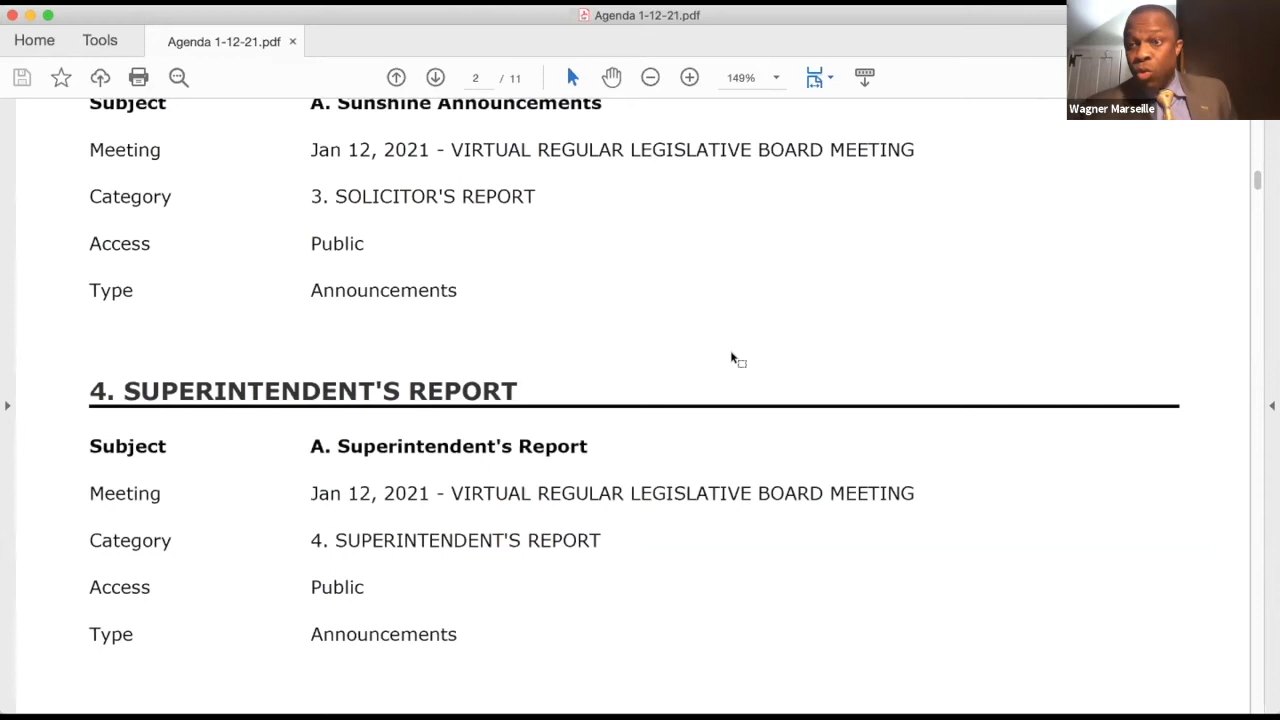 Agenda 1-12-21.pdf
Home Tools Agenda 1-12-21.pdf ×
2 / 11 149%
Wagner Marseille
Subject A. Sunshine Announcements
Meeting Jan 12, 2021 - VIRTUAL REGULAR LEGISLATIVE BOARD MEETING
Category 3. SOLICITOR'S REPORT
Access Public
Type Announcements
4. SUPERINTENDENT'S REPORT
Subject A. Superintendent's Report
Meeting Jan 12, 2021 - VIRTUAL REGULAR LEGISLATIVE BOARD MEETING
Category 4. SUPERINTENDENT'S REPORT
Access Public
Type Announcements